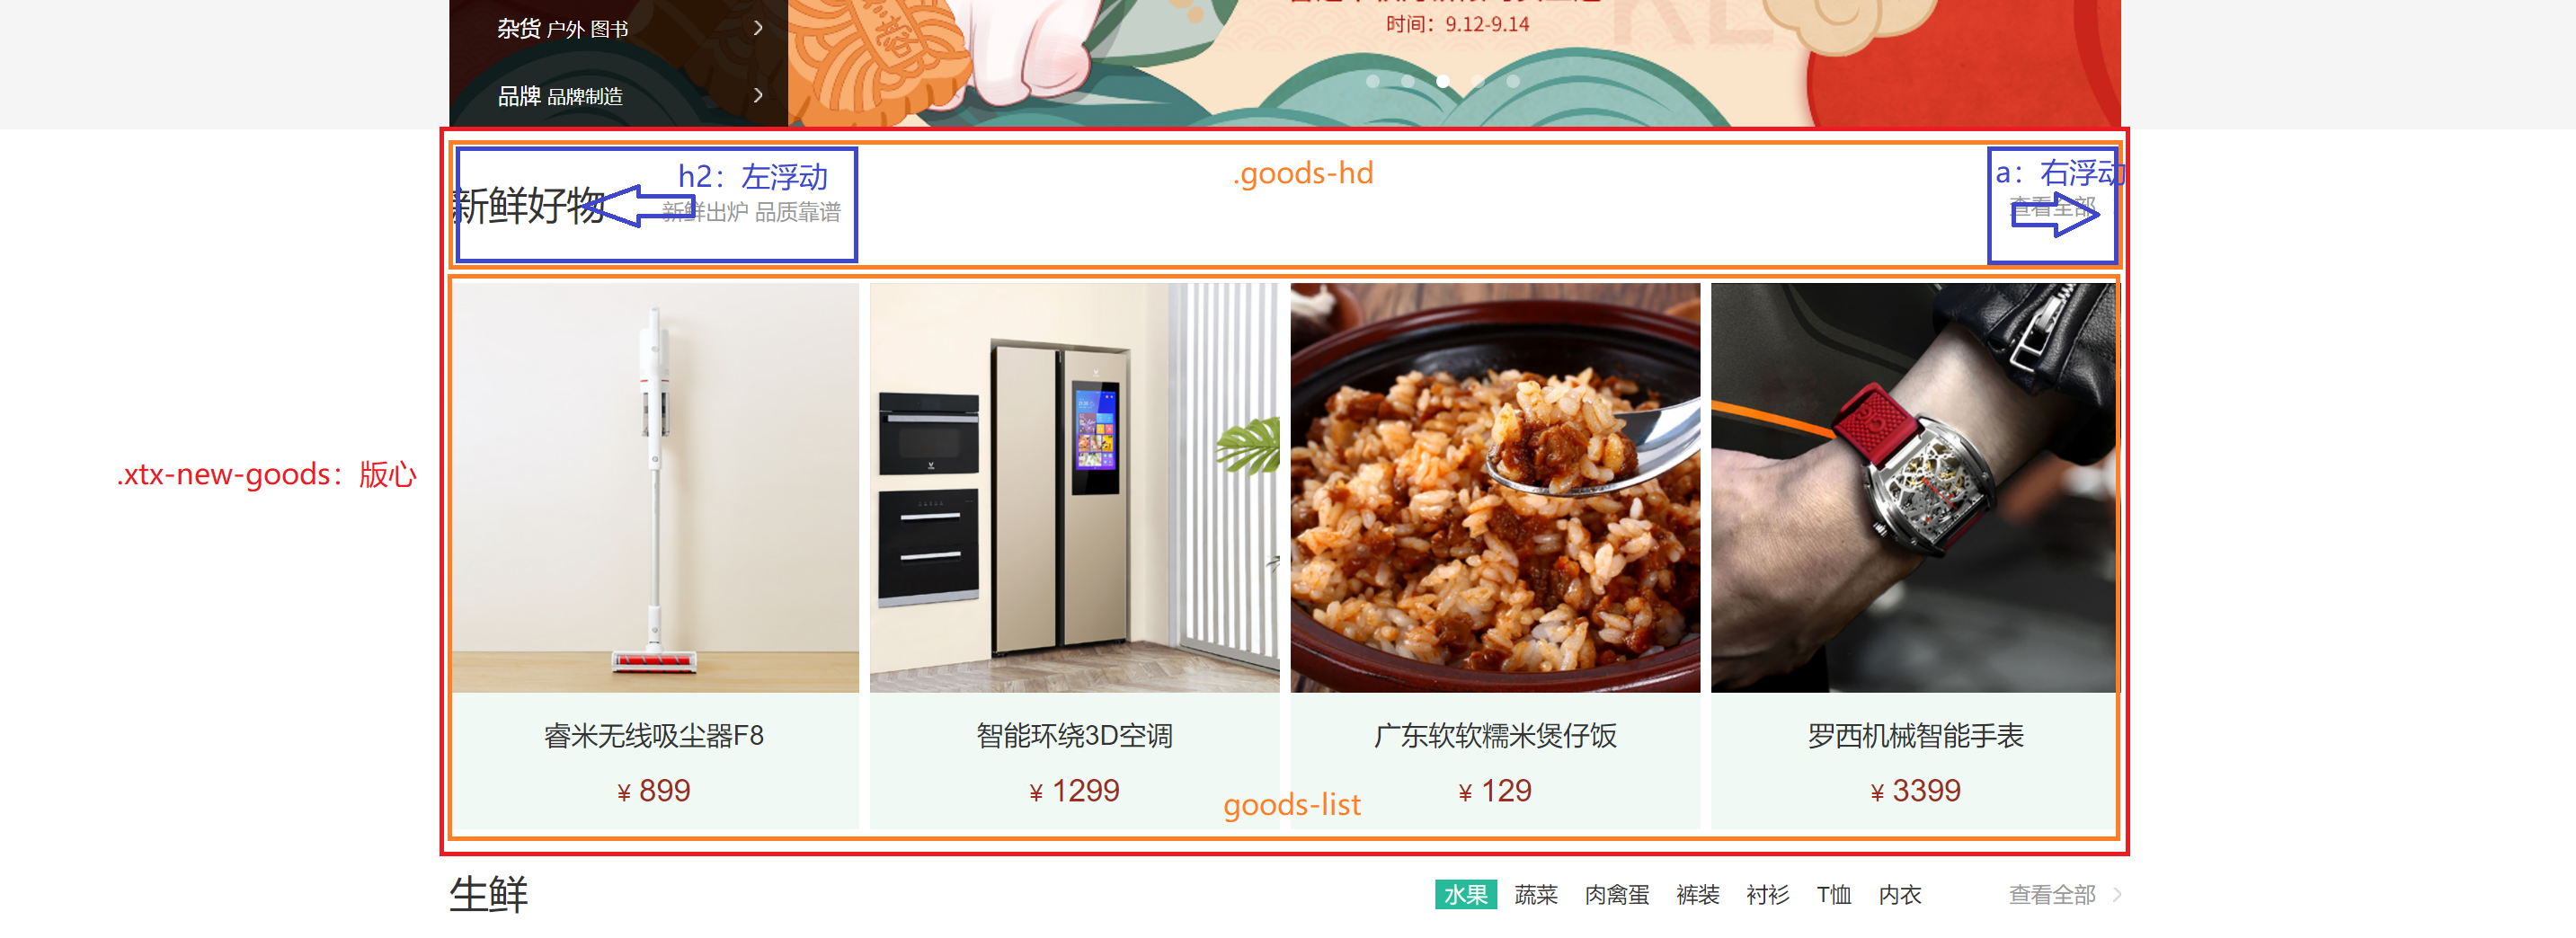 杂货 户外 图书
时间：9.12-9.14
品牌 品牌制造
h2：左浮动
.goods-hd
a：右浮动
新鲜好物
新鲜出炉 品质靠谱
查看全部
.xtx-new-goods：版心
睿米无线吸尘器F8
智能环绕3D空调
广东软软糯米煲仔饭
罗西机械智能手表
¥ 899
¥ 1299
¥ 129
¥ 3399
goods-list
生鲜
水果 蔬菜 肉禽蛋 裤装 衬衫 T恤 内衣 查看全部